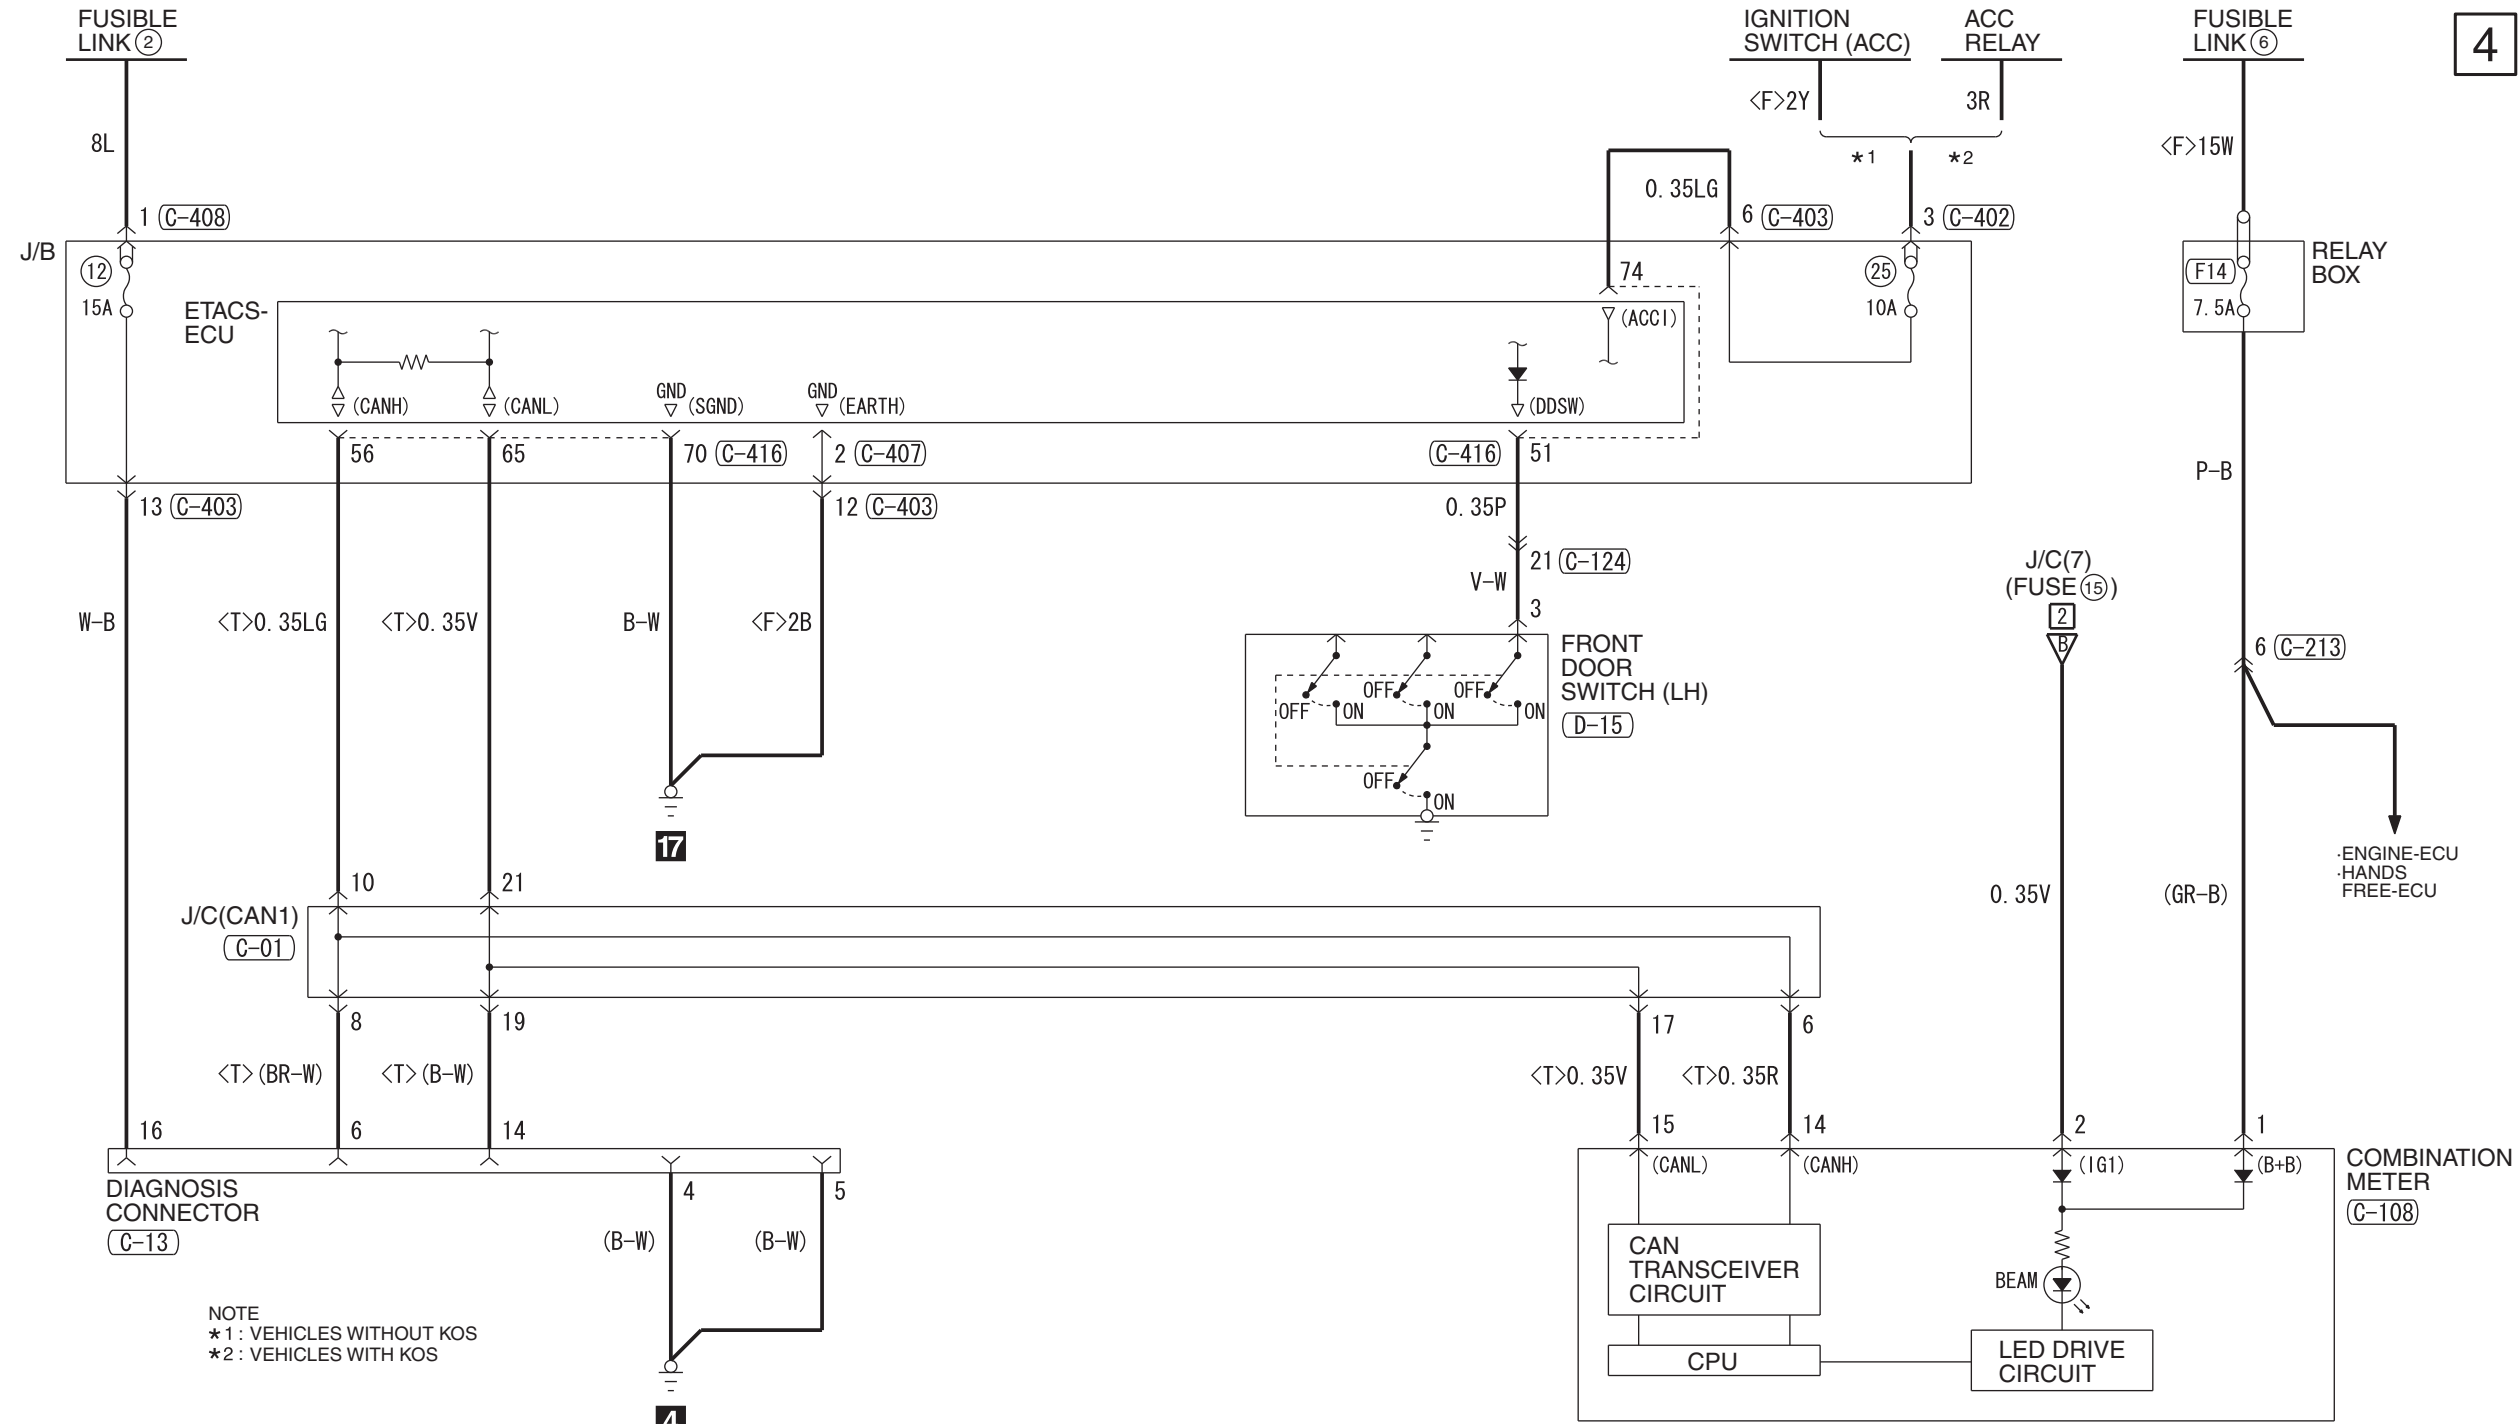 FUSIBLE
LINK ②
IGNITION
SWITCH (ACC)
ACC
RELAY
FUSIBLE
LINK ⑥
4
8L
<F>2Y
3R
*1
*2
<F>15W
0.35LG
1 C-408
6 C-403
3 C-402
J/B
⑫
15A
ETACS-
ECU
74
(ACCI)
㉕
10A
F14
7.5A
RELAY
BOX
(CANH)
(CANL)
GND
(SGND)
GND
(EARTH)
(DDSW)
56
65
70 C-416
2 C-407
C-416 51
13 C-403
12 C-403
0.35P
P-B
21 C-124
V-W
3
W-B
<T>0.35LG
<T>0.35V
B-W
<F>2B
J/C(7)
(FUSE ⑮)
2
B
6 C-213
FRONT
DOOR
SWITCH (LH)
D-15
OFF
ON
OFF
ON
OFF
ON
OFF
ON
17
·ENGINE-ECU
·HANDS
FREE-ECU
10
21
J/C(CAN1)
C-01
0.35V
(GR-B)
8
19
17
6
<T>(BR-W)
<T>(B-W)
<T>0.35V
<T>0.35R
16
6
14
15
14
2
1
(CANL)
(CANH)
(IG1)
(B+B)
COMBINATION
METER
C-108
DIAGNOSIS
CONNECTOR
C-13
4
5
(B-W)
(B-W)
CAN
TRANSCEIVER
CIRCUIT
BEAM
CPU
LED DRIVE
CIRCUIT
NOTE
*1 : VEHICLES WITHOUT KOS
*2 : VEHICLES WITH KOS
4